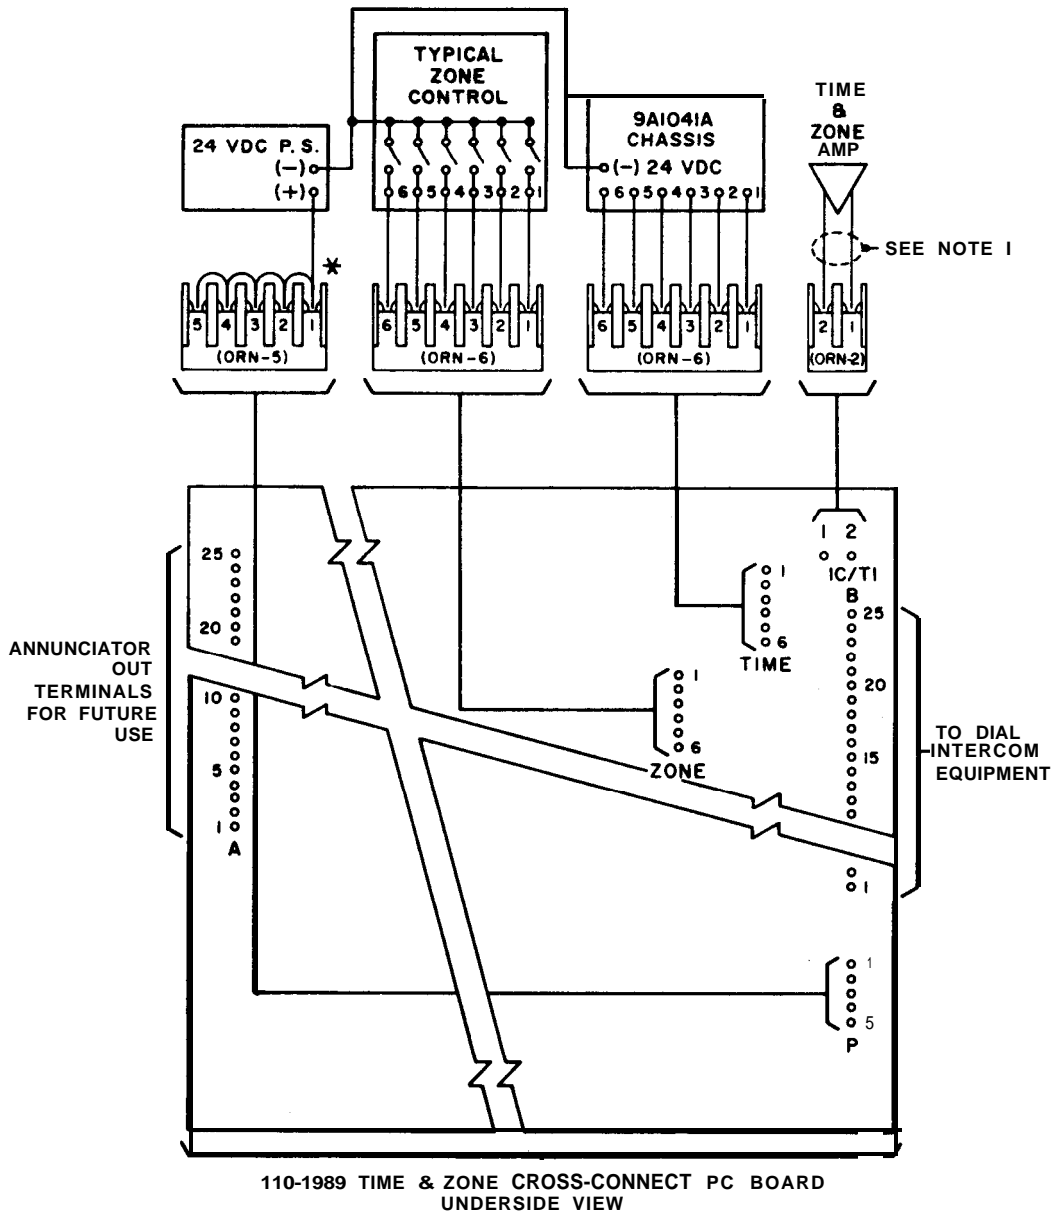 TYPICAL
ZONE
CONTROL
6 5 4 3 2 1
24 VDC P.S.
(-)
(+)
9A1041A
CHASSIS
(-) 24 VDC
6 5 4 3 2 1
TIME
&
ZONE
AMP
SEE NOTE 1
*
5 4 3 2 1
(ORN-5)
6 5 4 3 2 1
(ORN-6)
6 5 4 3 2 1
(ORN-6)
2 1
(ORN-2)
ANNUNCIATOR
OUT
TERMINALS
FOR FUTURE
USE
25
20
10
5
1
A
1
6
ZONE
1
6
TIME
1 2
IC/TI
B
25
20
15
1
TO DIAL
INTERCOM
EQUIPMENT
1
5
P
110-1989 TIME & ZONE CROSS-CONNECT PC BOARD
UNDERSIDE VIEW